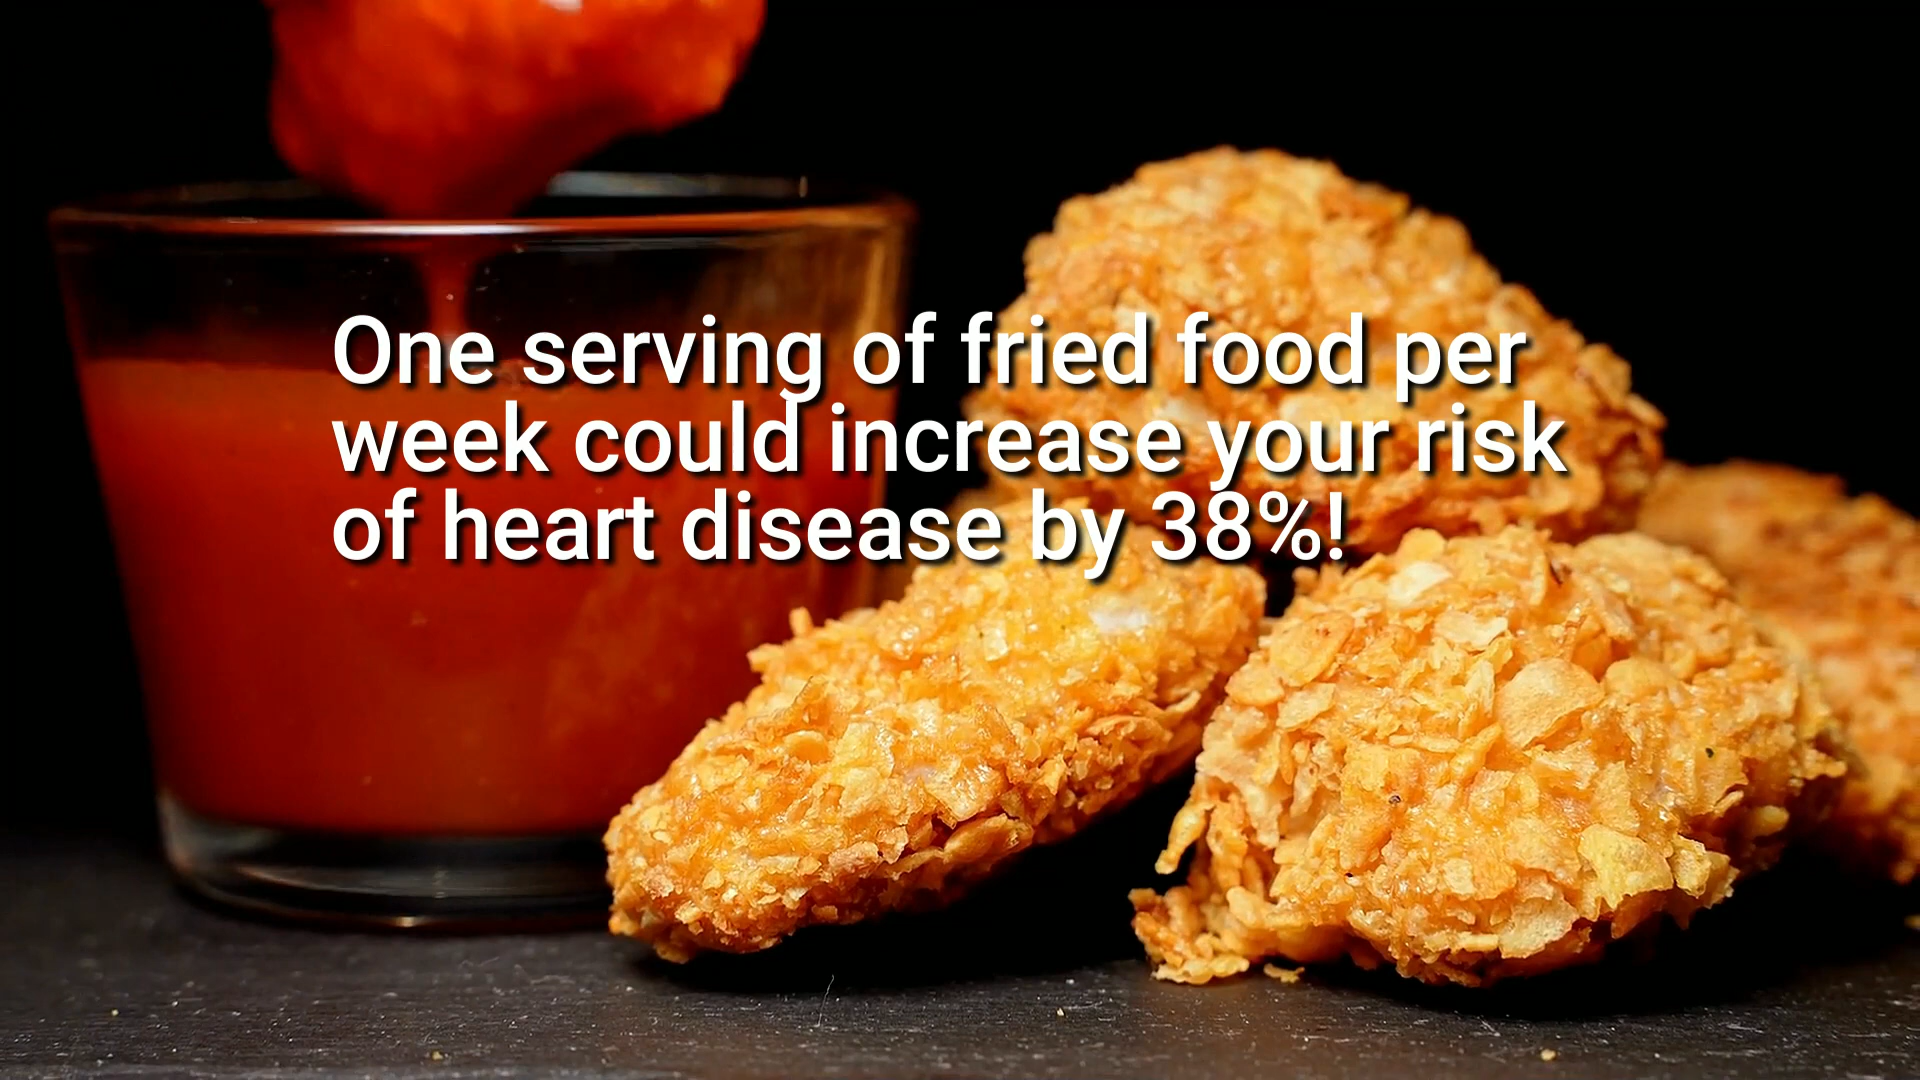 One serving of fried food per
week could increase your risk
of heart disease by 38%!